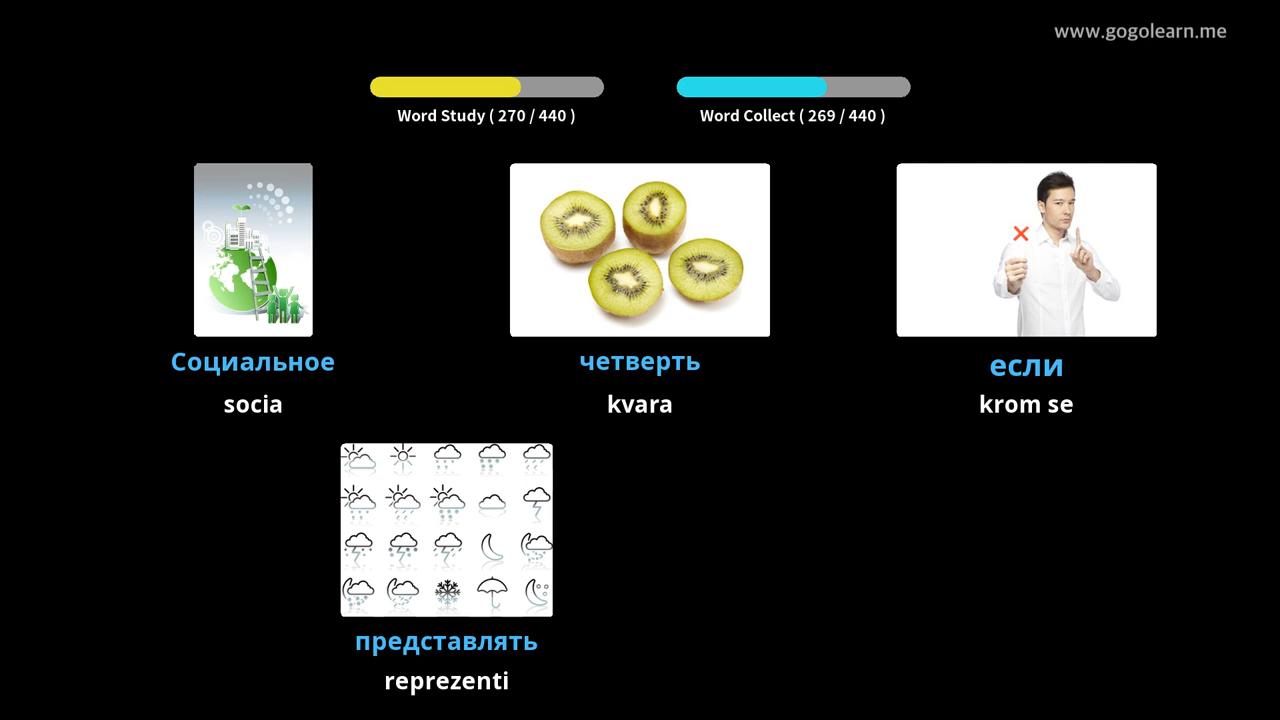 www.gogolearn.me
Word Study ( 270 / 440 )
Word Collect ( 269 / 440 )
Социальное
четверть
если
socia
kvara
krom se
представлять
reprezenti